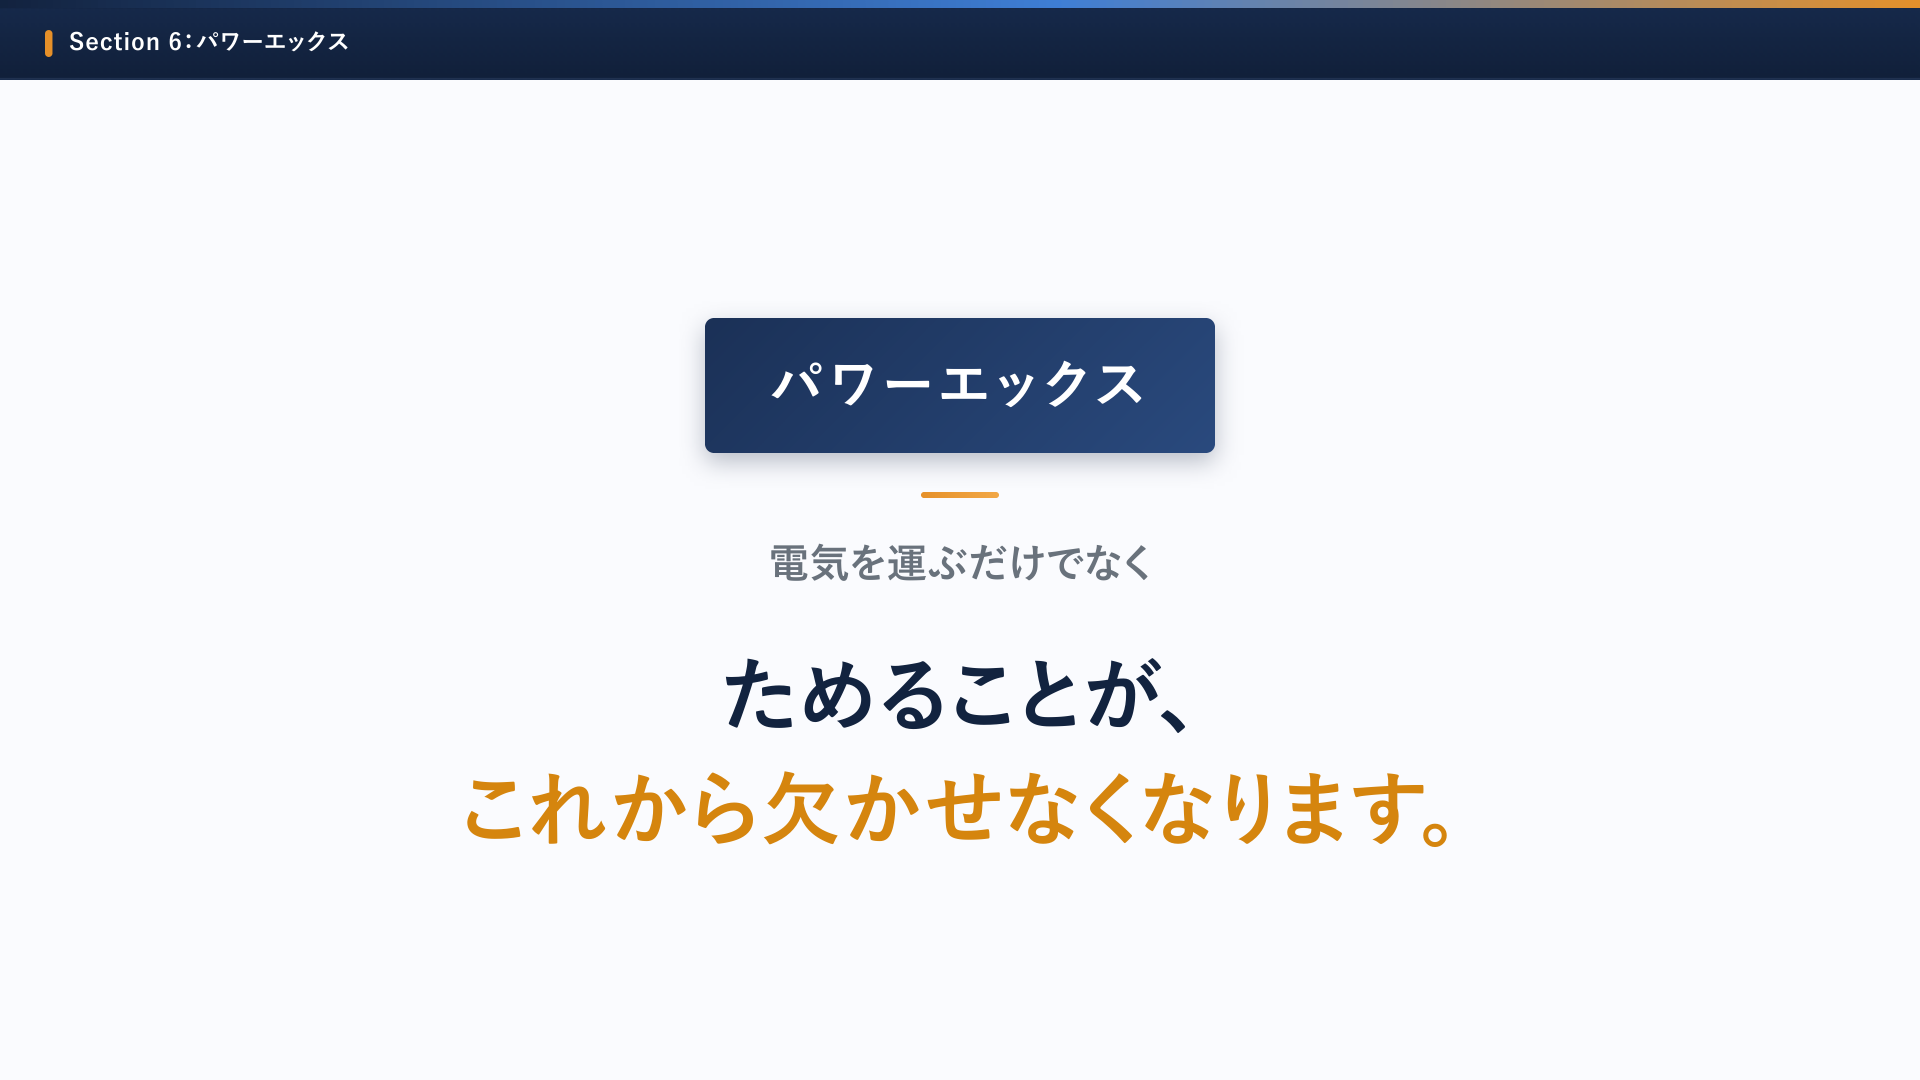 Section 6：パワーエックス
パワーエックス
電気を運ぶだけでなく
ためることが、
これから欠かせなくなります。